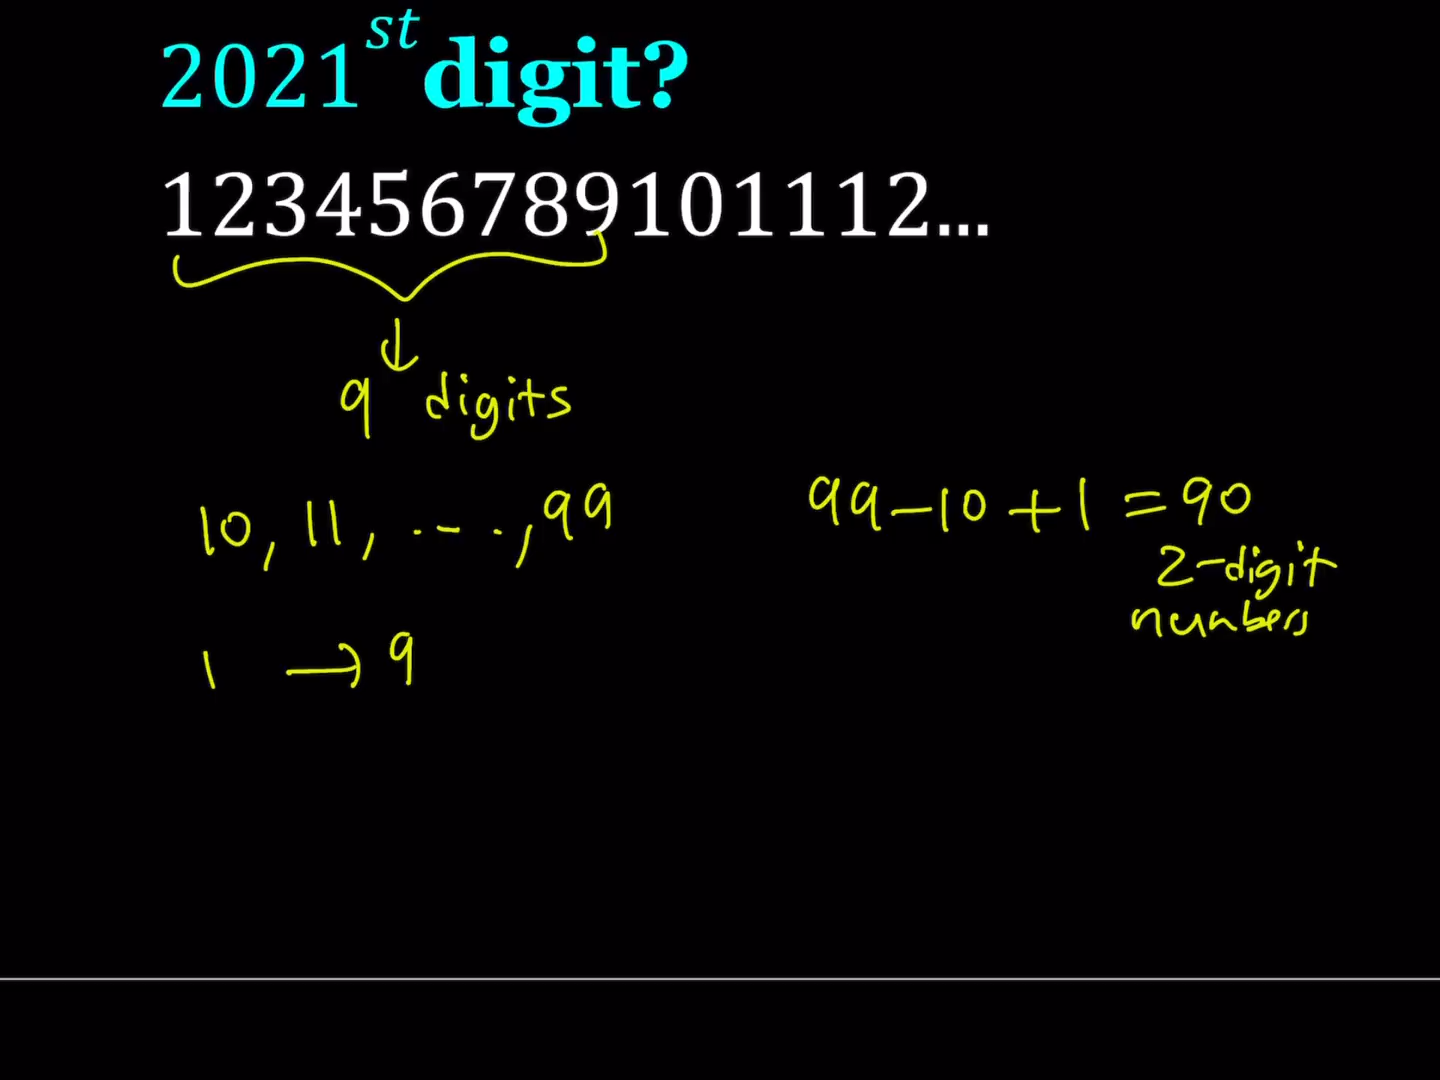 2021st digit?
123456789101112...
9 digits
10, 11, ..., 99
99-10+1=90
2-digit
numbers
1 → 9